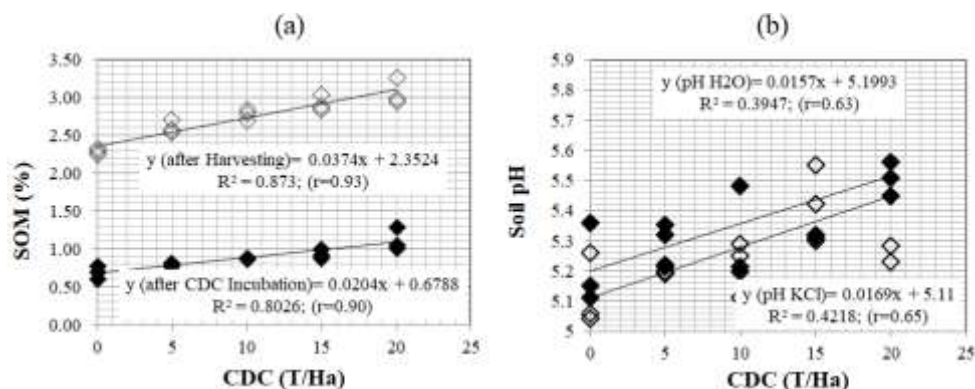 (a)
(b)
3.50
3.00
2.50
2.00
1.50
1.00
0.50
0.00
SOM (%)
y (after Harvesting)= 0.0374x + 2.3524
R² = 0.873; (r=0.93)
y (after CDC Incubation)= 0.0204x + 0.6788
R² = 0.8026; (r=0.90)
0 5 10 15 20 25
CDC (T/Ha)
5.9
5.8
5.7
5.6
5.5
5.4
5.3
5.2
5.1
5
Soil pH
y (pH H2O)= 0.0157x + 5.1993
R² = 0.3947; (r=0.63)
y (pH KCl)= 0.0169x + 5.11
R² = 0.4218; (r=0.65)
0 5 10 15 20 25
CDC (T/Ha)